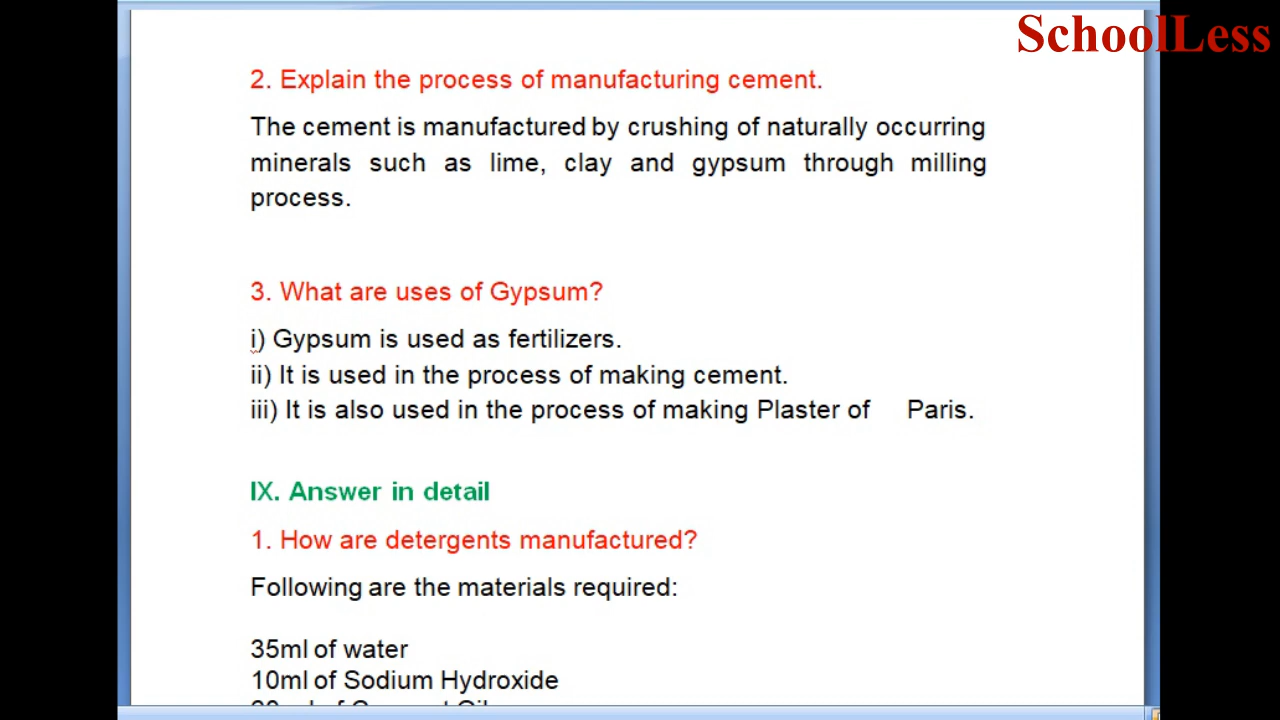 SchoolLess
2. Explain the process of manufacturing cement.
The cement is manufactured by crushing of naturally occurring
minerals such as lime, clay and gypsum through milling
process.
3. What are uses of Gypsum?
i) Gypsum is used as fertilizers.
ii) It is used in the process of making cement.
iii) It is also used in the process of making Plaster of Paris.
IX. Answer in detail
1. How are detergents manufactured?
Following are the materials required:
35ml of water
10ml of Sodium Hydroxide